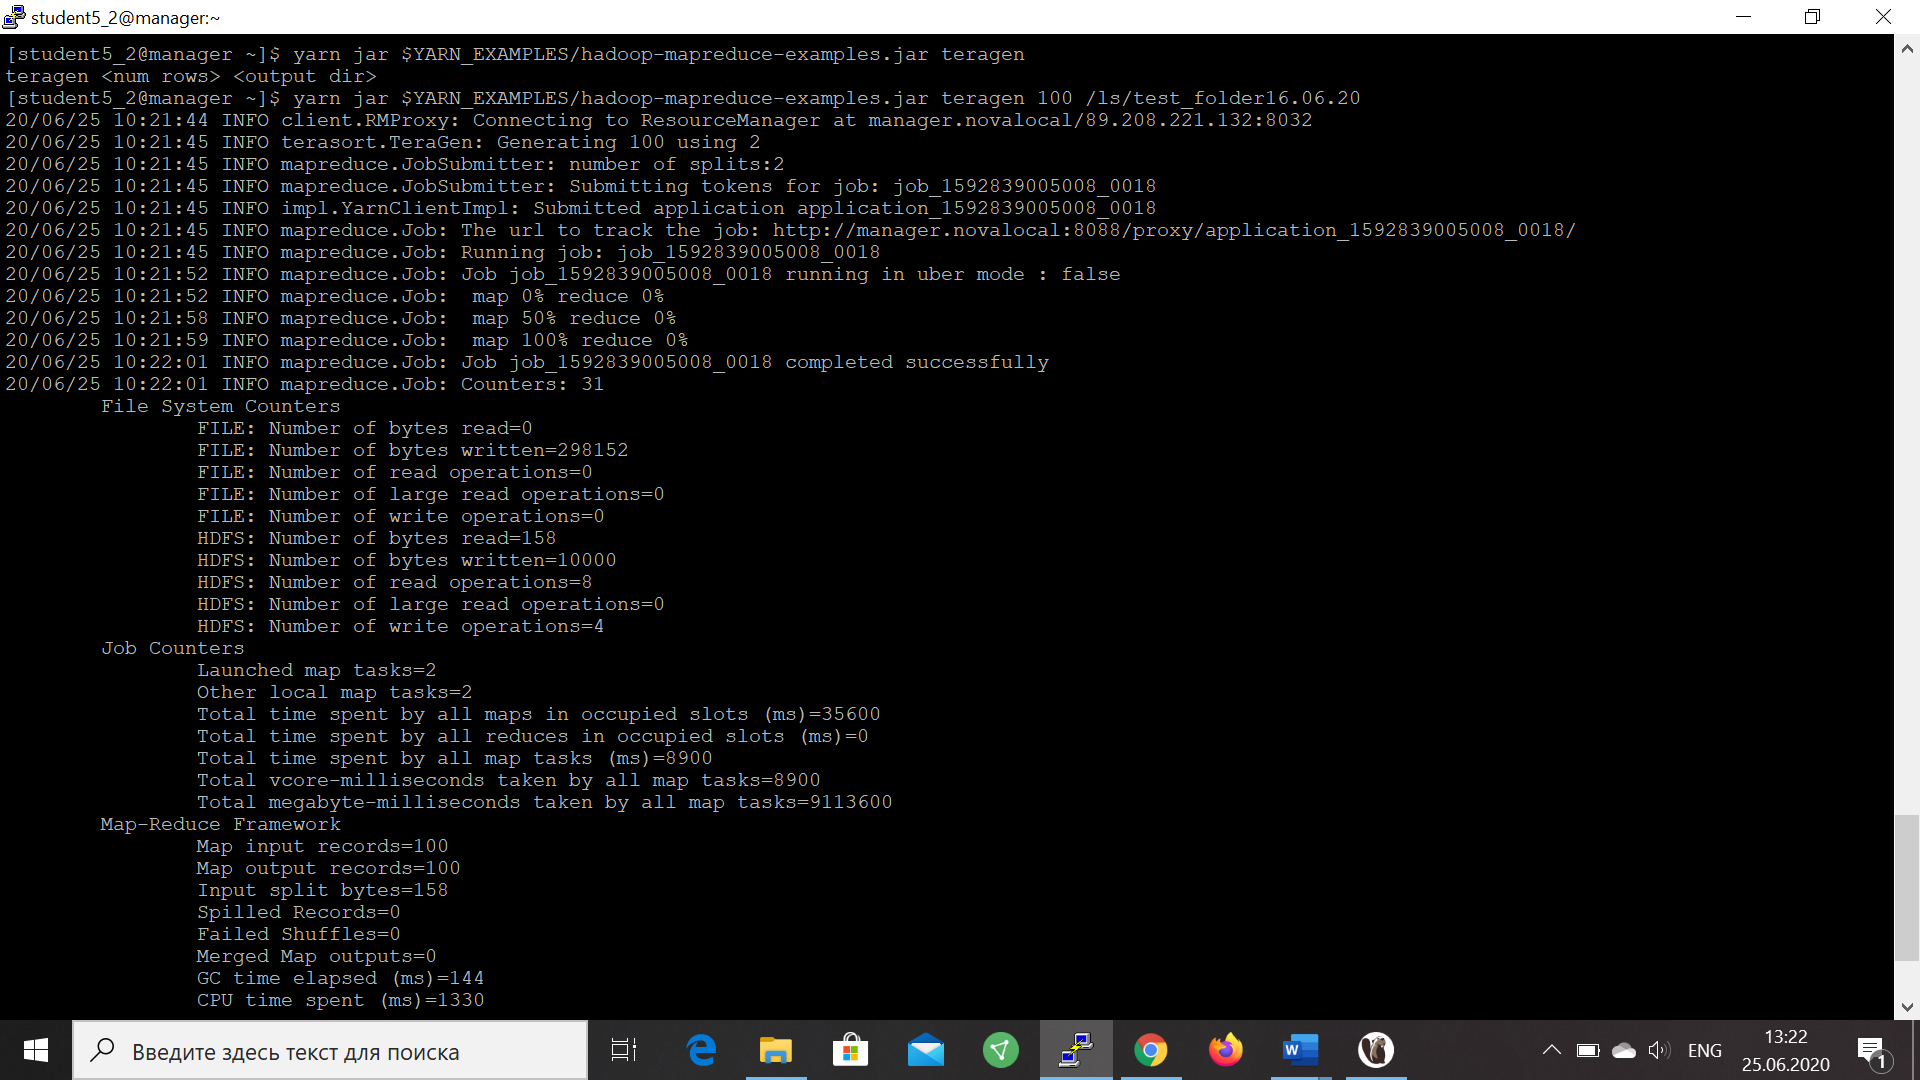 student5_2@manager:~
[student5_2@manager ~]$ yarn jar $YARN_EXAMPLES/hadoop-mapreduce-examples.jar teragen
teragen <num rows> <output dir>
[student5_2@manager ~]$ yarn jar $YARN_EXAMPLES/hadoop-mapreduce-examples.jar teragen 100 /ls/test_folder16.06.20
20/06/25 10:21:44 INFO client.RMProxy: Connecting to ResourceManager at manager.novalocal/89.208.221.132:8032
20/06/25 10:21:45 INFO terasort.TeraGen: Generating 100 using 2
20/06/25 10:21:45 INFO mapreduce.JobSubmitter: number of splits:2
20/06/25 10:21:45 INFO mapreduce.JobSubmitter: Submitting tokens for job: job_1592839005008_0018
20/06/25 10:21:45 INFO impl.YarnClientImpl: Submitted application application_1592839005008_0018
20/06/25 10:21:45 INFO mapreduce.Job: The url to track the job: http://manager.novalocal:8088/proxy/application_1592839005008_0018/
20/06/25 10:21:45 INFO mapreduce.Job: Running job: job_1592839005008_0018
20/06/25 10:21:52 INFO mapreduce.Job: Job job_1592839005008_0018 running in uber mode : false
20/06/25 10:21:52 INFO mapreduce.Job:  map 0% reduce 0%
20/06/25 10:21:58 INFO mapreduce.Job:  map 50% reduce 0%
20/06/25 10:21:59 INFO mapreduce.Job:  map 100% reduce 0%
20/06/25 10:22:01 INFO mapreduce.Job: Job job_1592839005008_0018 completed successfully
20/06/25 10:22:01 INFO mapreduce.Job: Counters: 31
File System Counters
FILE: Number of bytes read=0
FILE: Number of bytes written=298152
FILE: Number of read operations=0
FILE: Number of large read operations=0
FILE: Number of write operations=0
HDFS: Number of bytes read=158
HDFS: Number of bytes written=10000
HDFS: Number of read operations=8
HDFS: Number of large read operations=0
HDFS: Number of write operations=4
Job Counters
Launched map tasks=2
Other local map tasks=2
Total time spent by all maps in occupied slots (ms)=35600
Total time spent by all reduces in occupied slots (ms)=0
Total time spent by all map tasks (ms)=8900
Total vcore-milliseconds taken by all map tasks=8900
Total megabyte-milliseconds taken by all map tasks=9113600
Map-Reduce Framework
Map input records=100
Map output records=100
Input split bytes=158
Spilled Records=0
Failed Shuffles=0
Merged Map outputs=0
GC time elapsed (ms)=144
CPU time spent (ms)=1330
Введите здесь текст для поиска
W
ENG
13:22
25.06.2020
1